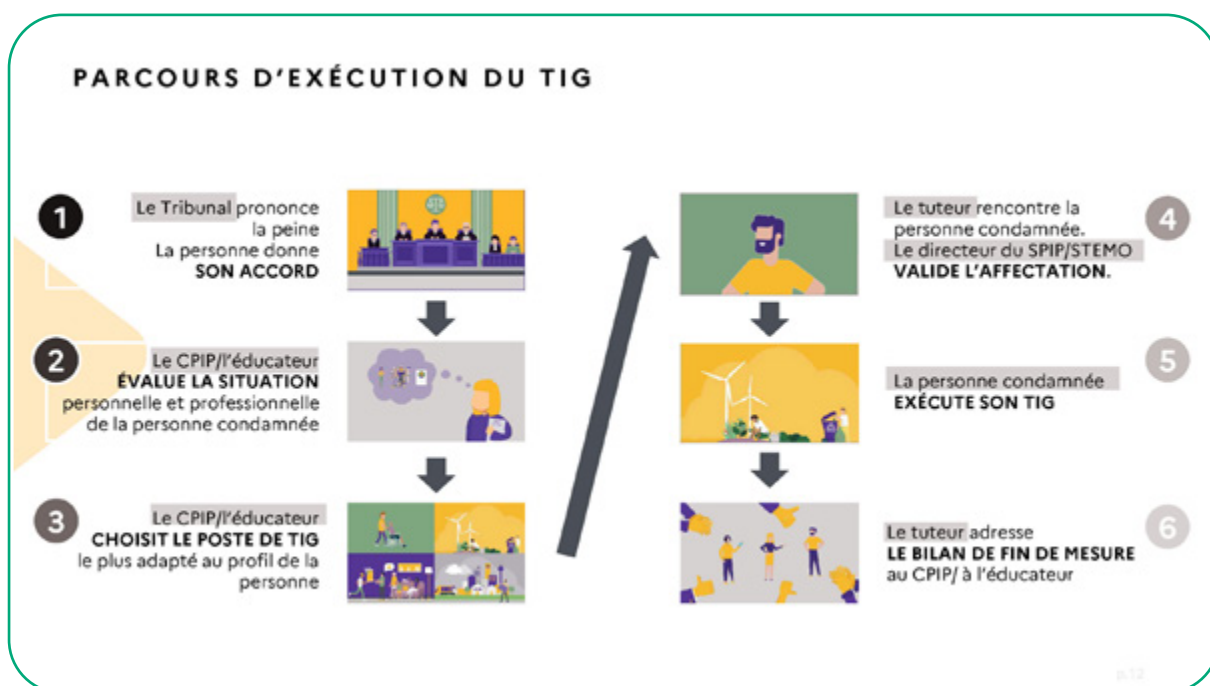 PARCOURS D'EXÉCUTION DU TIG
1
Le Tribunal prononce
la peine
La personne donne
SON ACCORD
2
Le CPIP/l'éducateur
ÉVALUE LA SITUATION
personnelle et professionnelle
de la personne condamnée
3
Le CPIP/l'éducateur
CHOISIT LE POSTE DE TIG
le plus adapté au profil de la
personne
4
Le tuteur rencontre la
personne condamnée.
Le directeur du SPIP/STEMO
VALIDE L'AFFECTATION.
5
La personne condamnée
EXÉCUTE SON TIG
6
Le tuteur adresse
LE BILAN DE FIN DE MESURE
au CPIP/ à l'éducateur
p.12